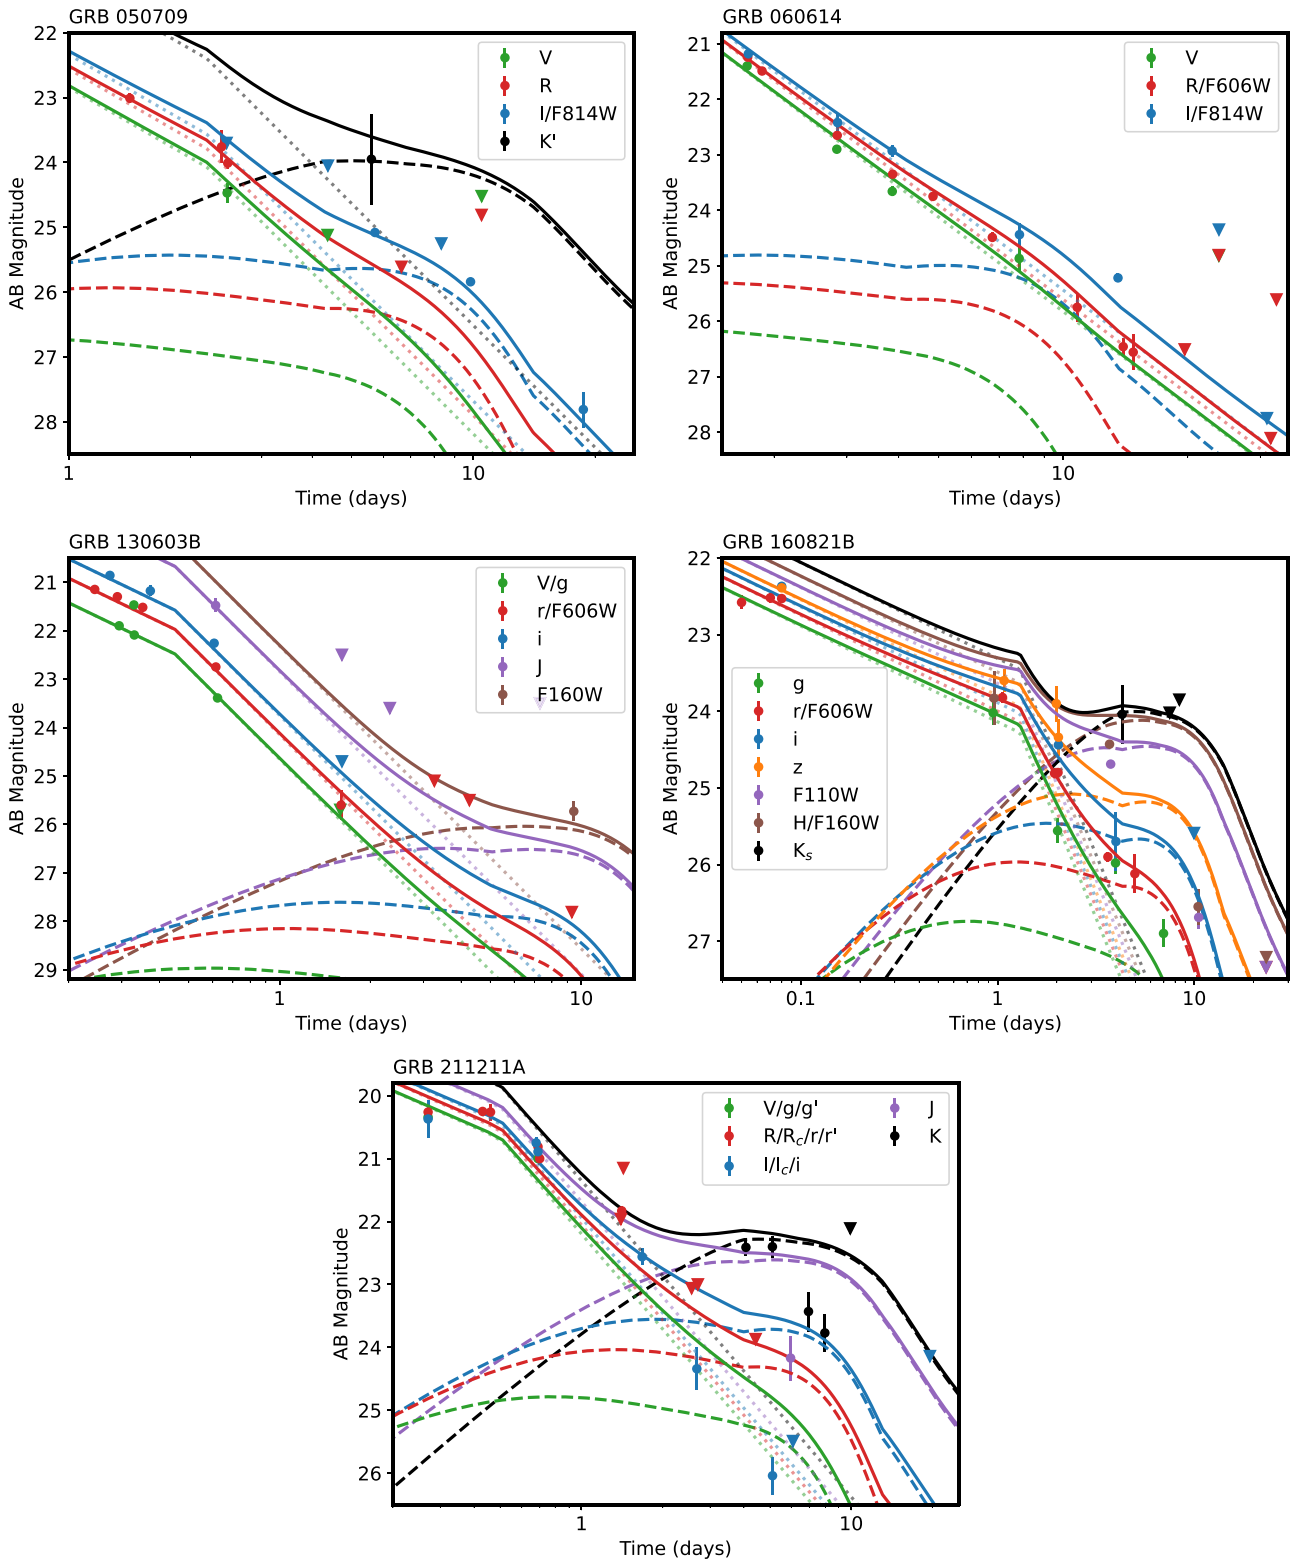 GRB 050709
22
23
24
25
26
27
28
AB Magnitude
1
10
Time (days)
V
R
I/F814W
K'
GRB 060614
21
22
23
24
25
26
27
28
AB Magnitude
10
Time (days)
V
R/F606W
I/F814W
GRB 130603B
21
22
23
24
25
26
27
28
29
AB Magnitude
1
10
Time (days)
V/g
r/F606W
i
J
F160W
GRB 160821B
22
23
24
25
26
27
AB Magnitude
0.1
1
10
Time (days)
g
r/F606W
i
z
F110W
H/F160W
Kₛ
GRB 211211A
20
21
22
23
24
25
26
AB Magnitude
1
10
Time (days)
V/g/g'
R/R꜀/r/r'
I/I꜀/i
J
K